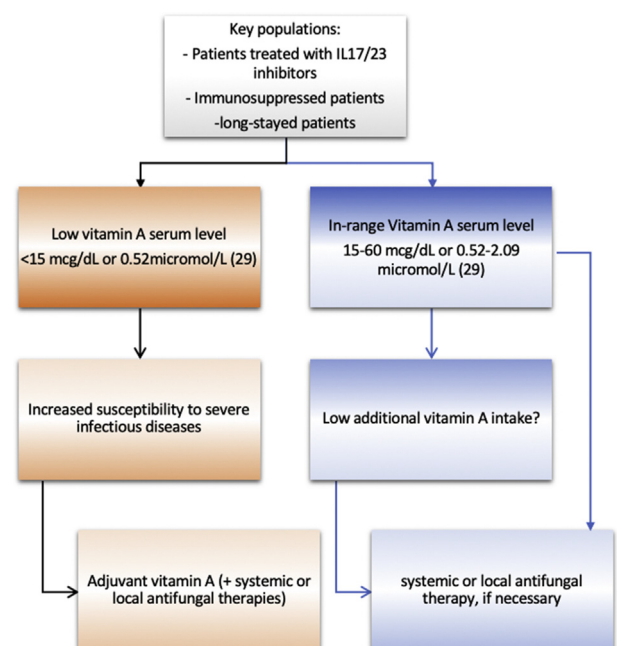 Key populations:
- Patients treated with IL17/23
inhibitors
- Immunosuppressed patients
-long-stayed patients
Low vitamin A serum level
<15 mcg/dL or 0.52micromol/L (29)
In-range Vitamin A serum level
15-60 mcg/dL or 0.52-2.09
micromol/L (29)
Increased susceptibility to severe
infectious diseases
Low additional vitamin A intake?
Adjuvant vitamin A (+ systemic or
local antifungal therapies)
systemic or local antifungal
therapy, if necessary